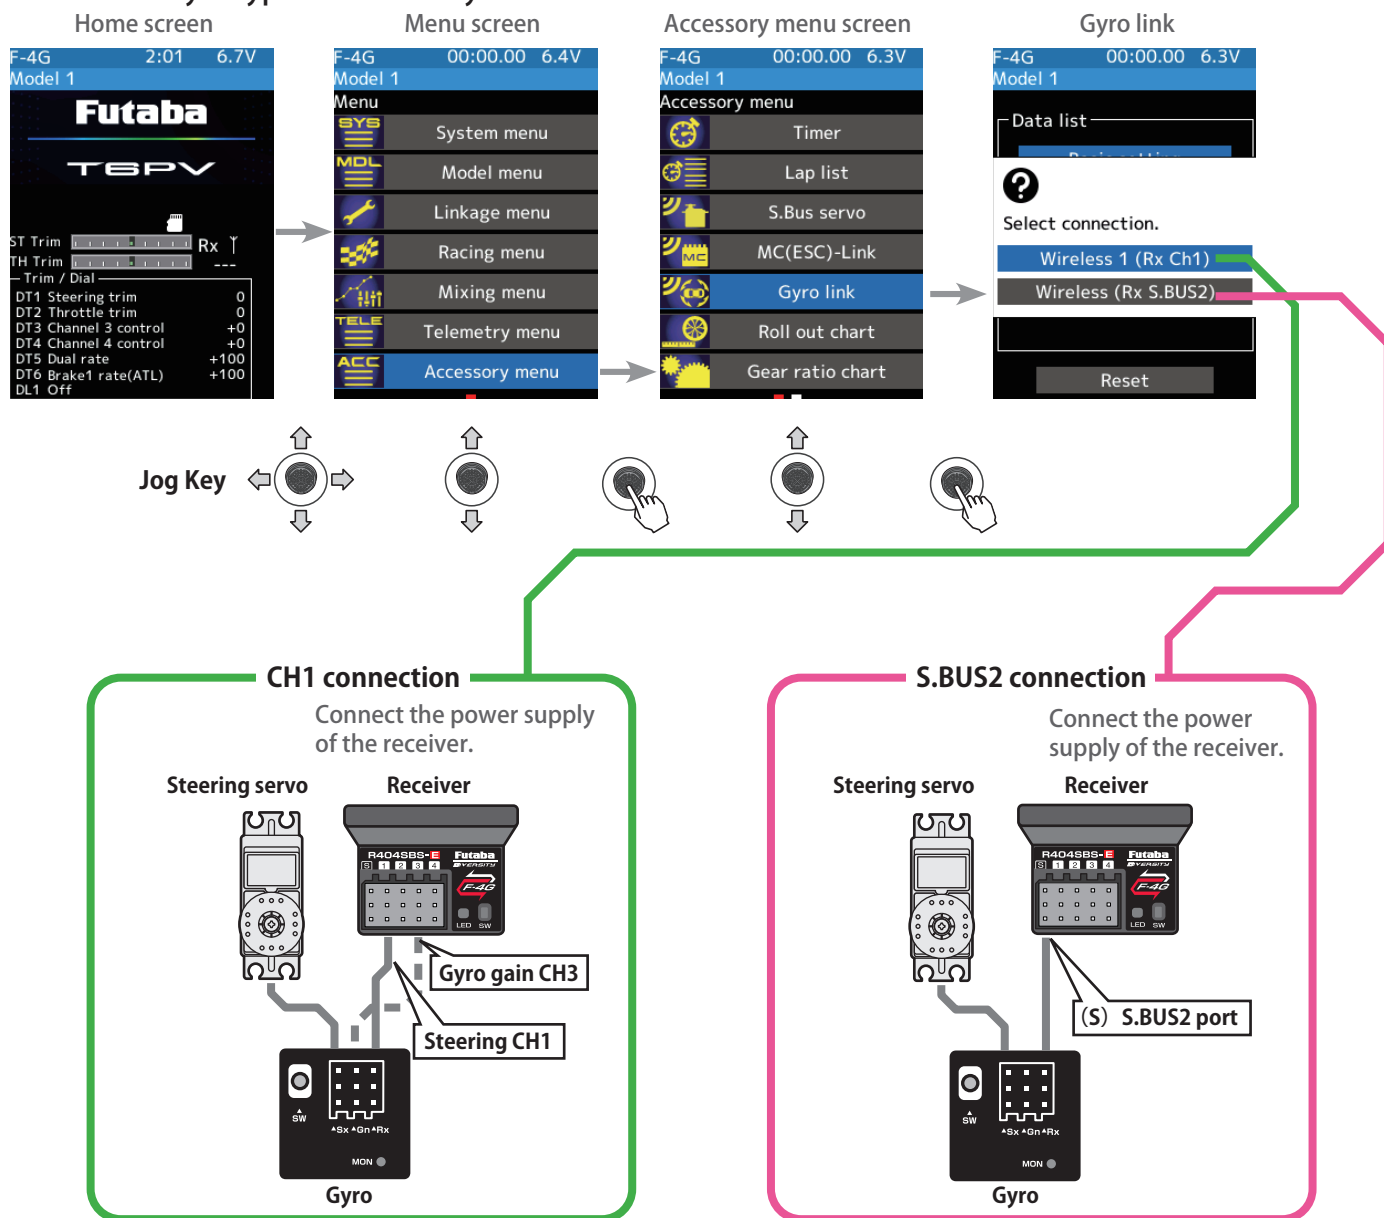 Home screen
Menu screen
Accessory menu screen
Gyro link
F-4G 2:01 6.7V
Model 1
Futaba
T6PV
ST Trim
Rx
TH Trim
---
Trim / Dial
DT1 Steering trim 0
DT2 Throttle trim 0
DT3 Channel 3 control +0
DT4 Channel 4 control +0
DT5 Dual rate +100
DT6 Brake1 rate(ATL) +100
DL1 Off
F-4G 00:00.00 6.4V
Model 1
Menu
SYS System menu
MDL Model menu
Linkage menu
Racing menu
Mixing menu
TELE Telemetry menu
ACC Accessory menu
F-4G 00:00.00 6.3V
Model 1
Accessory menu
Timer
Lap list
S.Bus servo
MC MC(ESC)-Link
Gyro link
Roll out chart
Gear ratio chart
F-4G 00:00.00 6.3V
Model 1
Data list
?
Select connection.
Wireless 1 (Rx Ch1)
Wireless (Rx S.BUS2)
Reset
Jog Key
CH1 connection
Connect the power supply
of the receiver.
Steering servo
Receiver
R404SBS-E Futaba
S 1 2 3 4 DIVERSITY
F-4G
LED SW
Gyro gain CH3
Steering CH1
SW
▲Sx ▲Gn ▲Rx
MON
Gyro
S.BUS2 connection
Connect the power
supply of the receiver.
Steering servo
Receiver
R404SBS-E Futaba
S 1 2 3 4 DIVERSITY
F-4G
LED SW
(S) S.BUS2 port
SW
▲Sx ▲Gn ▲Rx
MON
Gyro